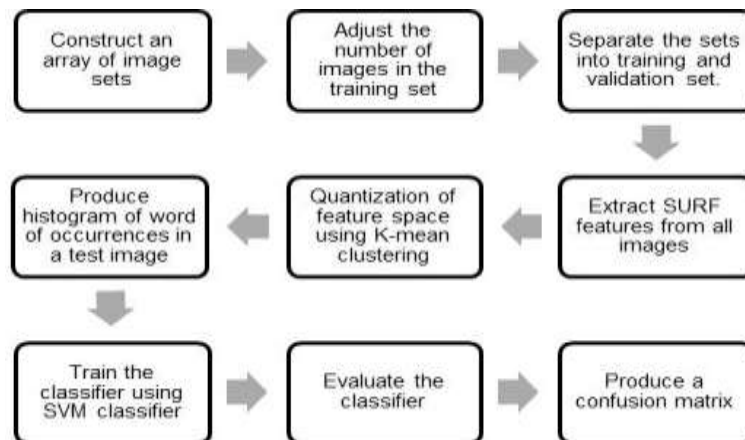 Construct an
array of image
sets
Adjust the
number of
images in the
training set
Separate the sets
into training and
validation set.
Extract SURF
features from all
images
Quantization of
feature space
using K-mean
clustering
Produce
histogram of word
of occurrences in
a test image
Train the
classifier using
SVM classifier
Evaluate the
classifier
Produce a
confusion matrix